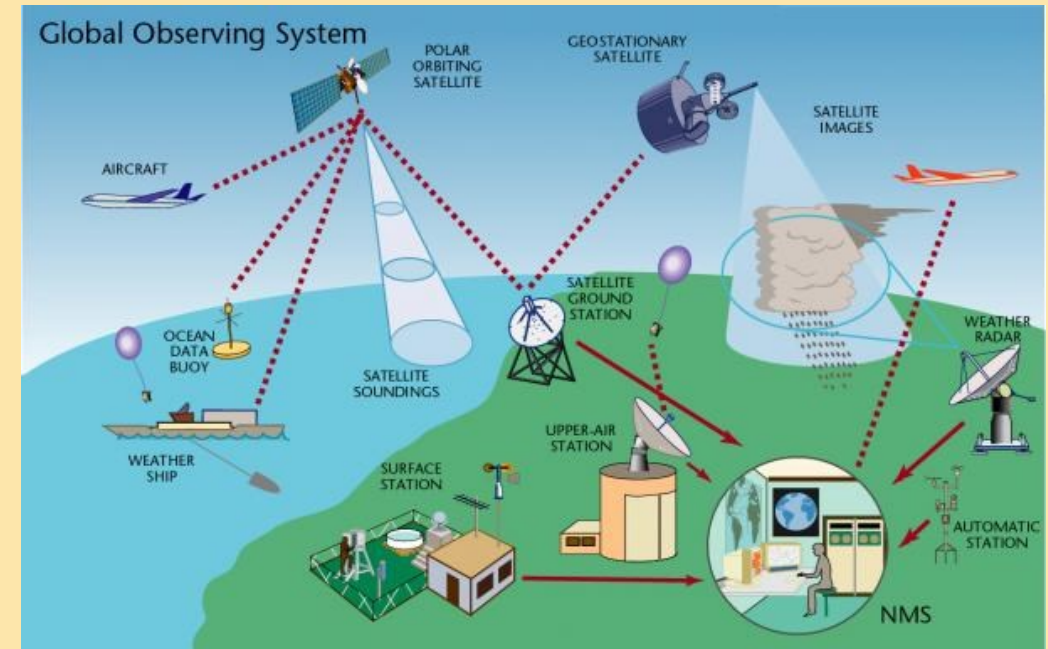 Global Observing System
POLAR
ORBITING
SATELLITE
GEOSTATIONARY
SATELLITE
SATELLITE
IMAGES
AIRCRAFT
OCEAN
DATA
BUOY
SATELLITE
SOUNDINGS
SATELLITE
GROUND
STATION
WEATHER
RADAR
WEATHER
SHIP
UPPER-AIR
STATION
SURFACE
STATION
AUTOMATIC
STATION
NMS